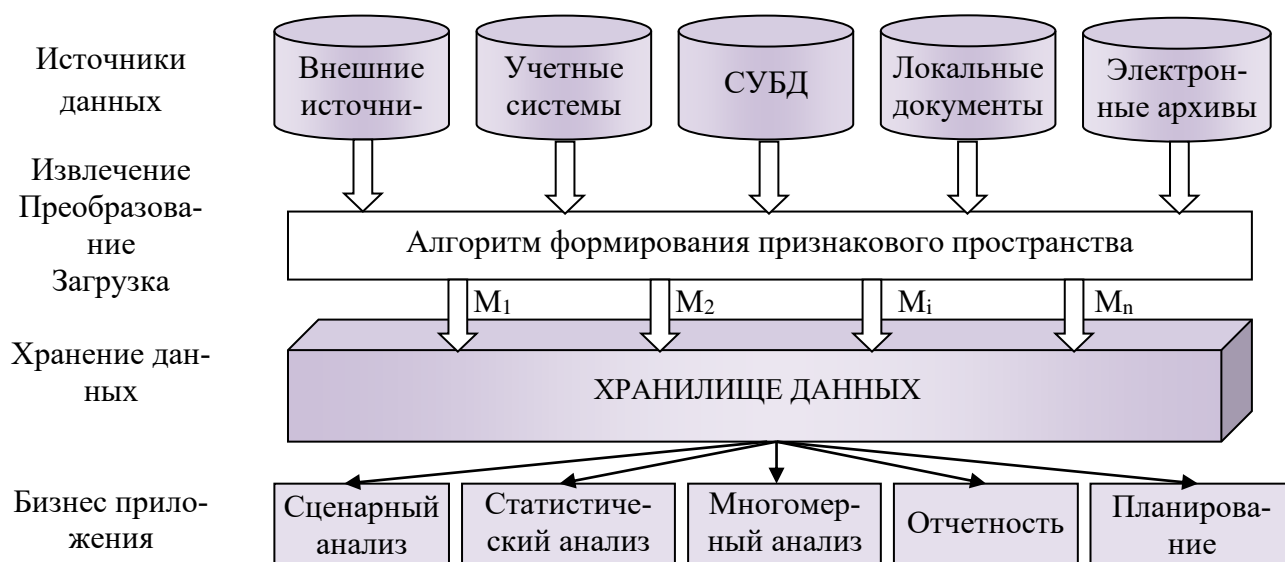 Источники
данных
Внешние
источни-
Учетные
системы
СУБД
Локальные
документы
Электрон-
ные архивы
Извлечение
Преобразова-
ние
Загрузка
Алгоритм формирования признакового пространства
M1
M2
Mi
Mn
Хранение дан-
ных
ХРАНИЛИЩЕ ДАННЫХ
Бизнес прило-
жения
Сценарный
анализ
Статистиче-
ский анализ
Многомер-
ный анализ
Отчетность
Планирова-
ние